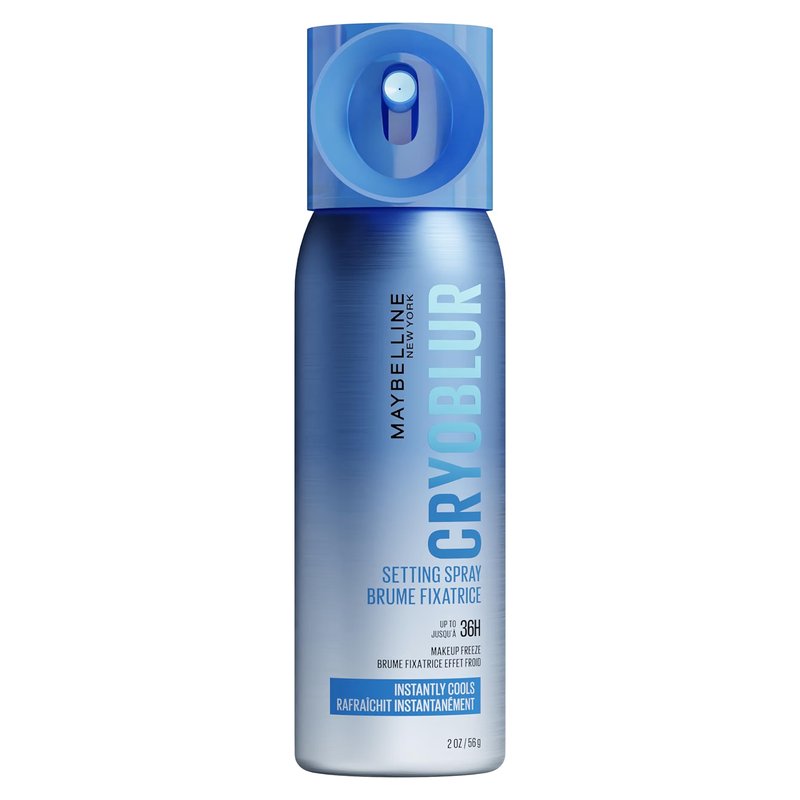 MAYBELLINE
NEW YORK
CRYOBLUR
SETTING SPRAY
BRUME FIXATRICE
UP TO
JUSQU'À 36H
MAKEUP FREEZE
BRUME FIXATRICE EFFET FROID
INSTANTLY COOLS
RAFRAÎCHIT INSTANTANÉMENT
2 OZ / 56 g